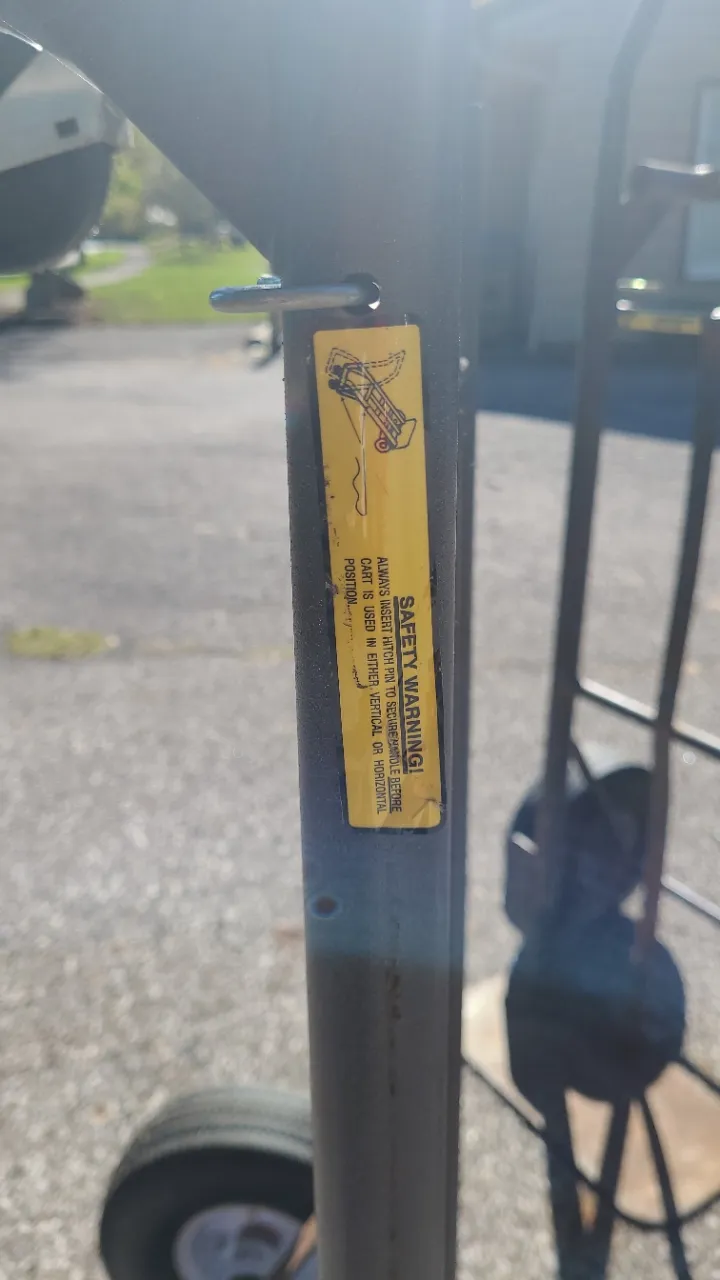 SAFETY WARNING!
ALWAYS INSERT HITCH PIN TO SECURE HANDLE BEFORE
CART IS USED IN EITHER VERTICAL OR HORIZONTAL
POSITION.